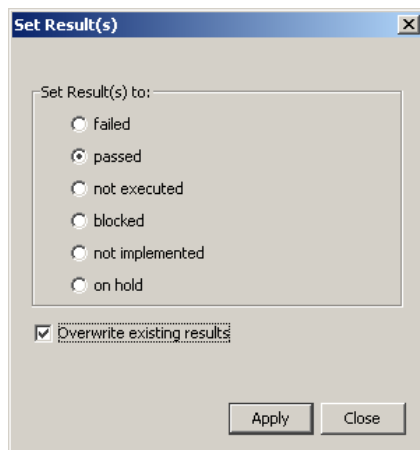 Set Result(s)
Set Result(s) to:
failed
passed
not executed
blocked
not implemented
on hold
Overwrite existing results
Apply Close